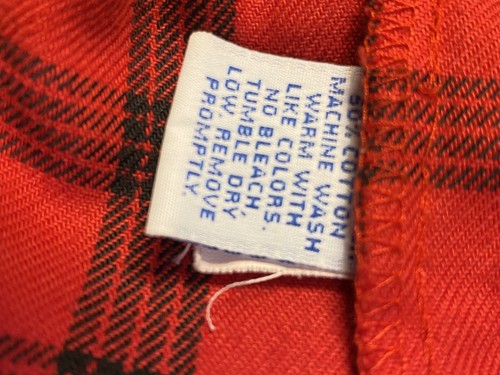 50% COTTON
MACHINE WASH
WARM WITH
LIKE COLORS.
NO BLEACH
TUMBLE DRY,
LOW. REMOVE
PROMPTLY.